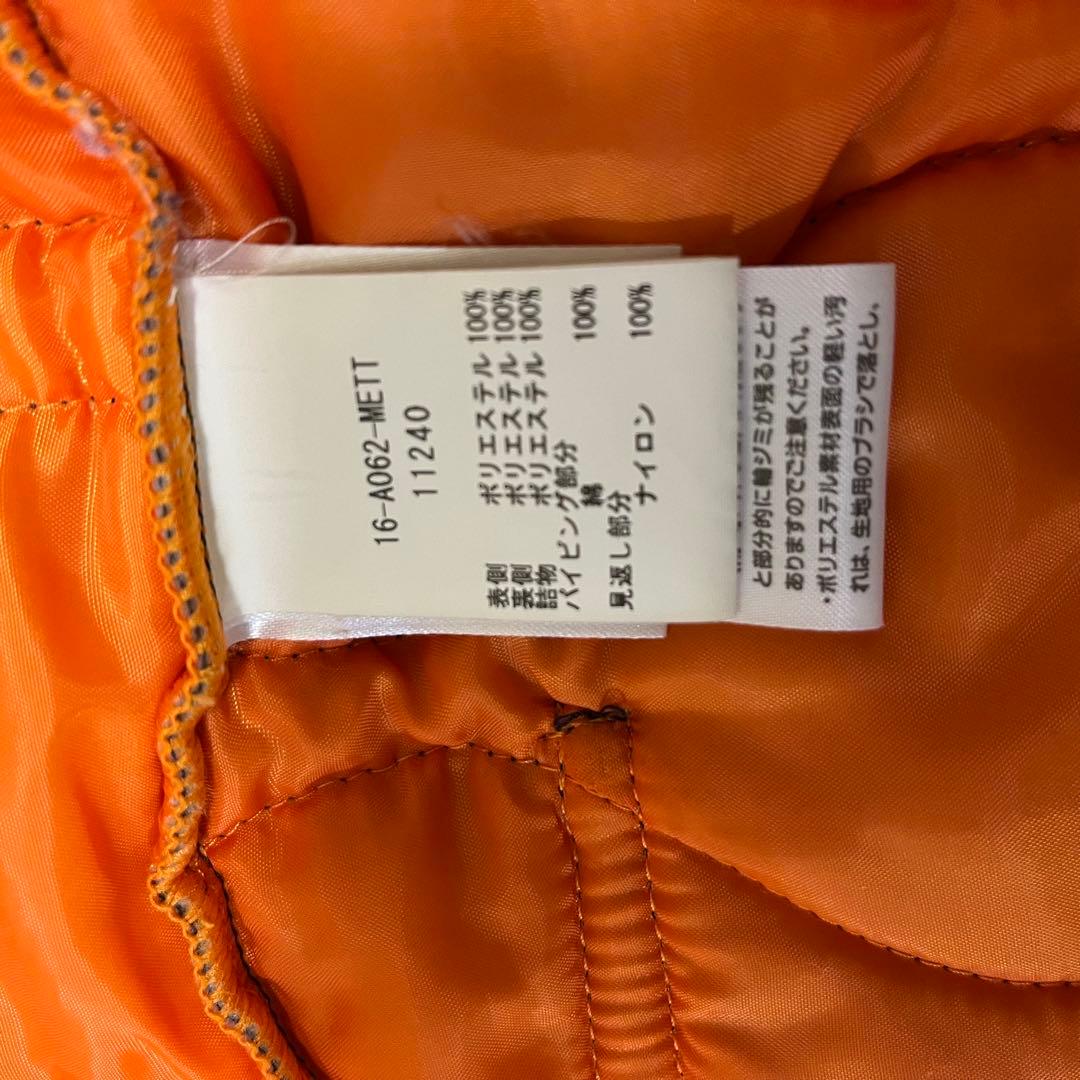 16-A062-METT
11240
表側 ポリエステル 100%
裏側 ポリエステル 100%
詰物 ポリエステル 100%
パイピング部分
綿 100%
見返し部分
ナイロン 100%
と部分的に輪ジミが残ることが
ありますのでご注意ください。
・ポリエステル素材表面の軽い汚
れは、生地用のブラシで落とし、